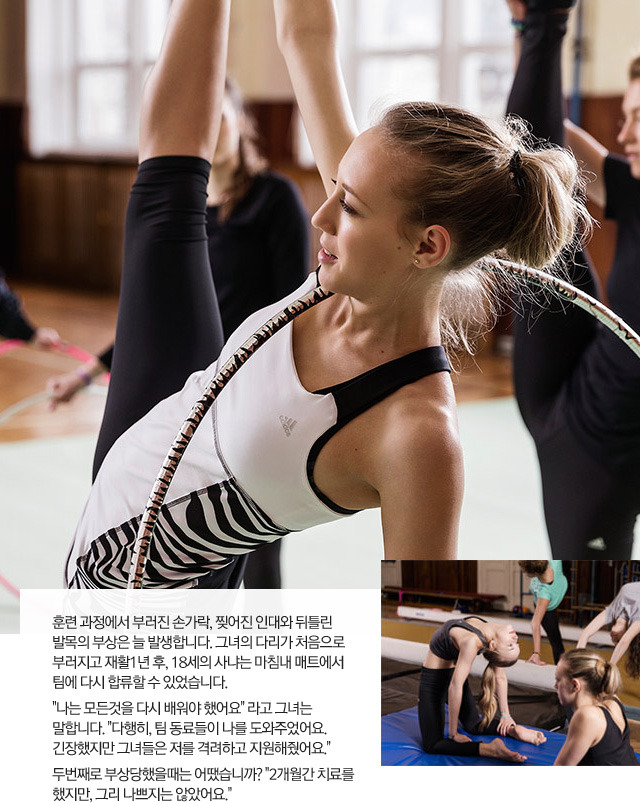 훈련 과정에서 부러진 손가락, 찢어진 인대와 뒤틀린
발목의 부상은 늘 발생합니다. 그녀의 다리가 처음으로
부러지고 재활1년 후, 18세의 사냐는 마침내 매트에서
팀에 다시 합류할 수 있었습니다.
"나는 모든것을 다시 배워야 했어요" 라고 그녀는
말합니다. "다행히, 팀 동료들이 나를 도와주었어요.
긴장했지만 그녀들은 저를 격려하고 지원해줬어요."
두번째로 부상당했을때는 어땠습니까? "2개월간 치료를
했지만, 그리 나쁘지는 않았어요."